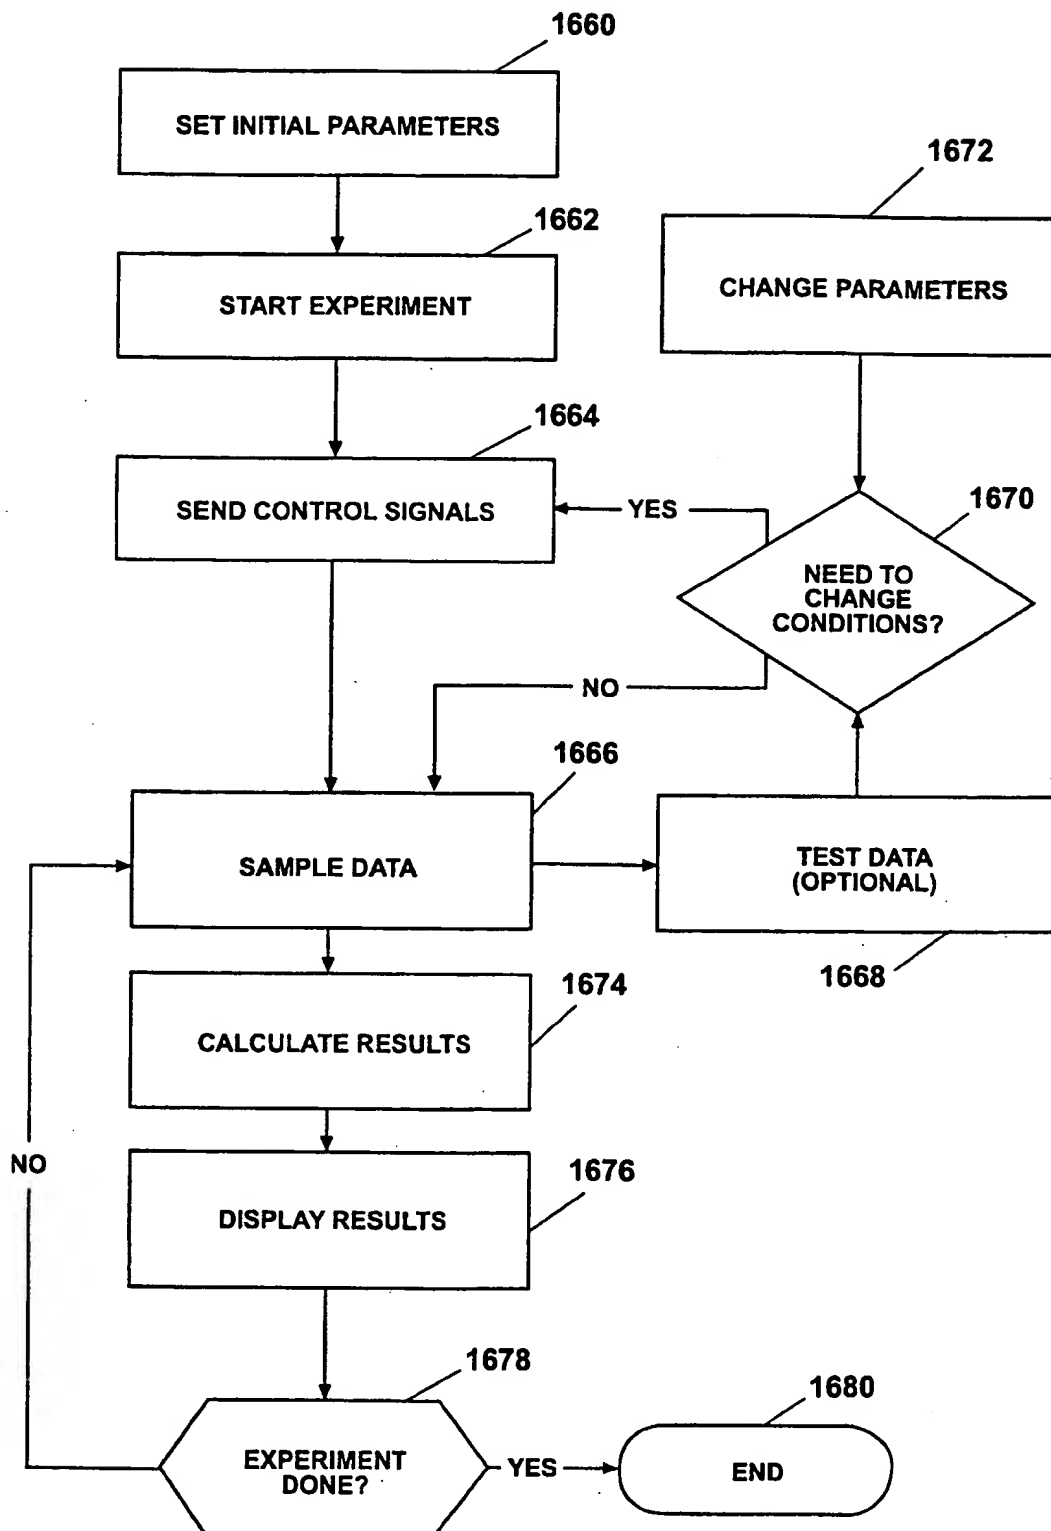 1660
SET INITIAL PARAMETERS
1672
1662
CHANGE PARAMETERS
START EXPERIMENT
1664
SEND CONTROL SIGNALS
YES
1670
NEED TO
CHANGE
CONDITIONS?
NO
1666
SAMPLE DATA
TEST DATA
(OPTIONAL)
1668
1674
CALCULATE RESULTS
NO
1676
DISPLAY RESULTS
1678
1680
EXPERIMENT
DONE?
YES
END